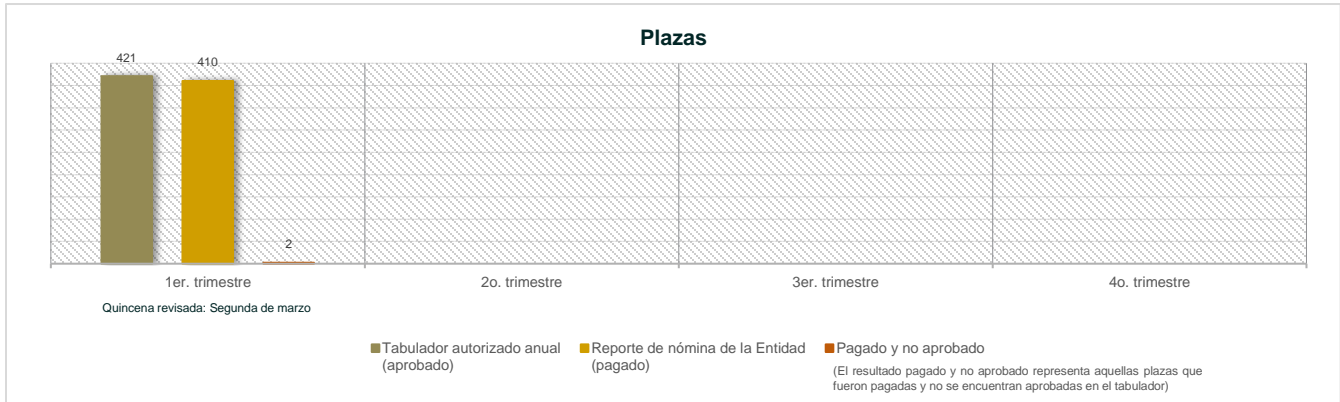 Plazas
421
410
2
1er. trimestre
2o. trimestre
3er. trimestre
4o. trimestre
Quincena revisada: Segunda de marzo
Tabulador autorizado anual
(aprobado)
Reporte de nómina de la Entidad
(pagado)
Pagado y no aprobado
(El resultado pagado y no aprobado representa aquellas plazas que
fueron pagadas y no se encuentran aprobadas en el tabulador)